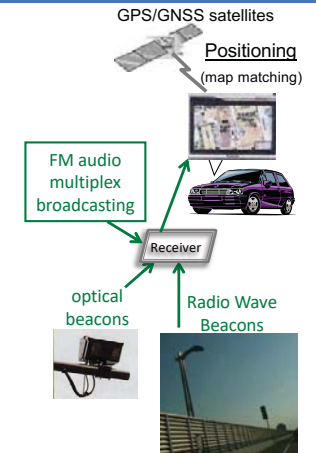 GPS/GNSS satellites
Positioning
(map matching)
FM audio
multiplex
broadcasting
Receiver
optical
beacons
Radio Wave
Beacons